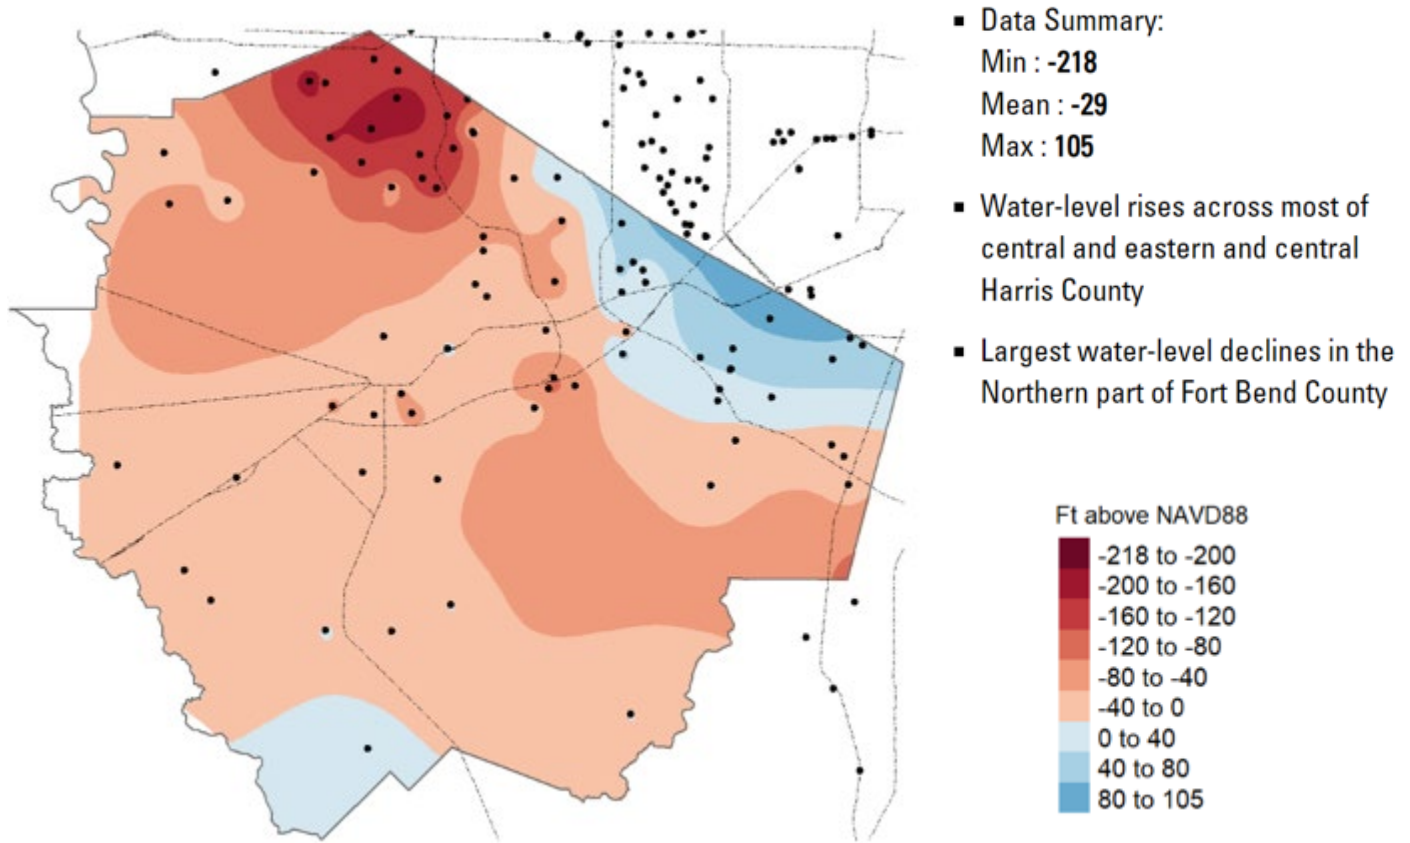 ▪ Data Summary:
Min : -218
Mean : -29
Max : 105
▪ Water-level rises across most of
central and eastern and central
Harris County
▪ Largest water-level declines in the
Northern part of Fort Bend County
Ft above NAVD88
-218 to -200
-200 to -160
-160 to -120
-120 to -80
-80 to -40
-40 to 0
0 to 40
40 to 80
80 to 105